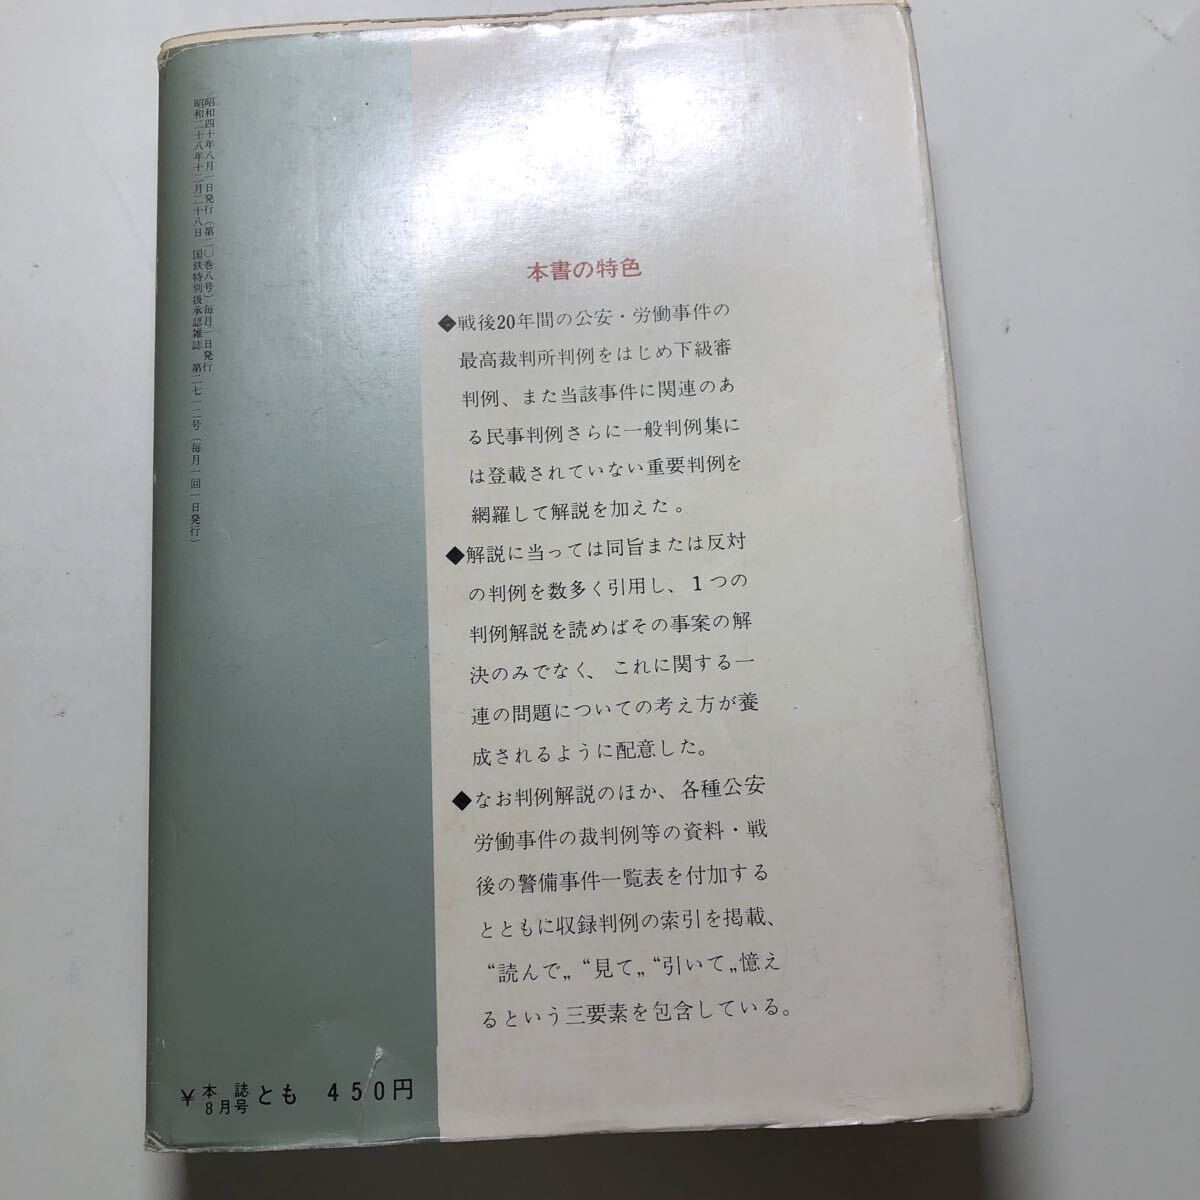 昭和四十年八月一日発行（第二〇巻八号）毎月一日発行
昭和二十八年十二月二十八日 国鉄特別扱承認雑誌 第二七一二号（毎月一回一日発行）
本書の特色
◆戦後20年間の公安・労働事件の
最高裁判所判例をはじめ下級審
判例、また当該事件に関連のあ
る民事判例さらに一般判例集に
は登載されていない重要判例を
網羅して解説を加えた。
◆解説に当っては同旨または反対
の判例を数多く引用し、1つの
判例解説を読めばその事案の解
決のみでなく、これに関する一
連の問題についての考え方が養
成されるように配意した。
◆なお判例解説のほか、各種公安
労働事件の裁判例等の資料・戦
後の警備事件一覧表を付加する
とともに収録判例の索引を掲載、
“読んで„ “見て„ “引いて„憶え
るという三要素を包含している。
¥本誌8月号とも 450円